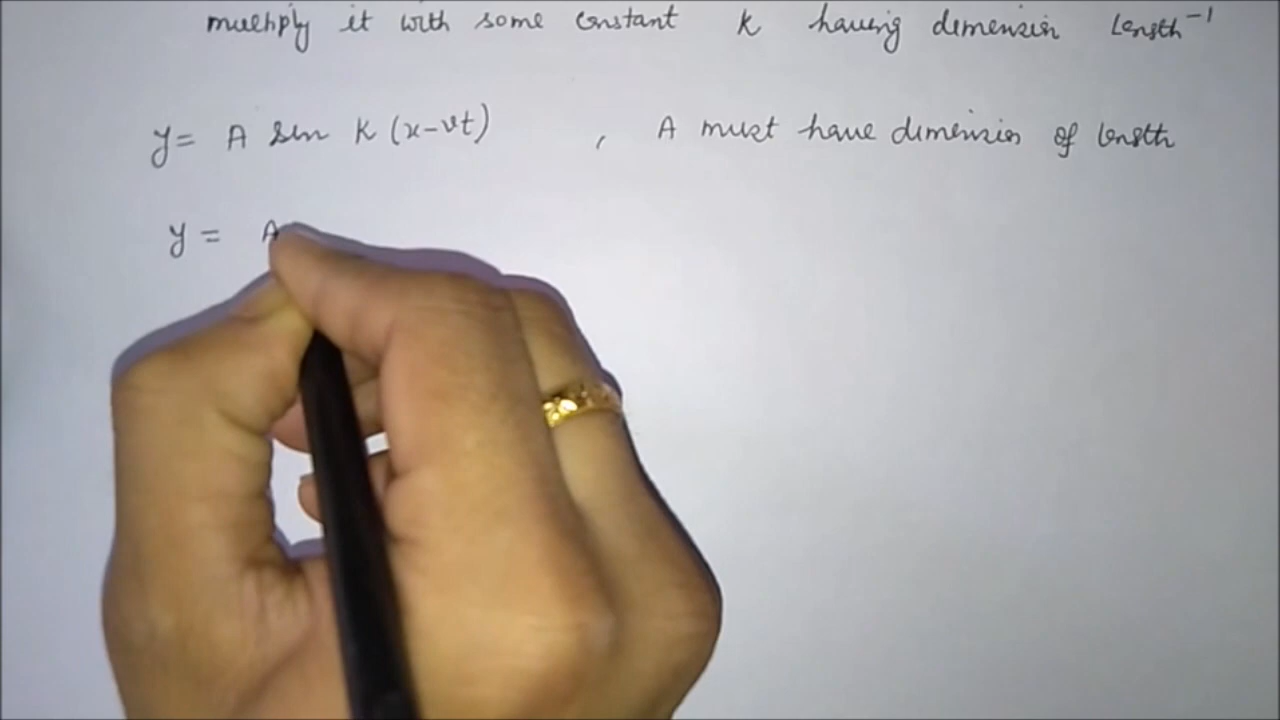 multiply it with some constant k having dimension Length⁻¹
y = A sin k (x-vt) , A must have dimension of length
y = A